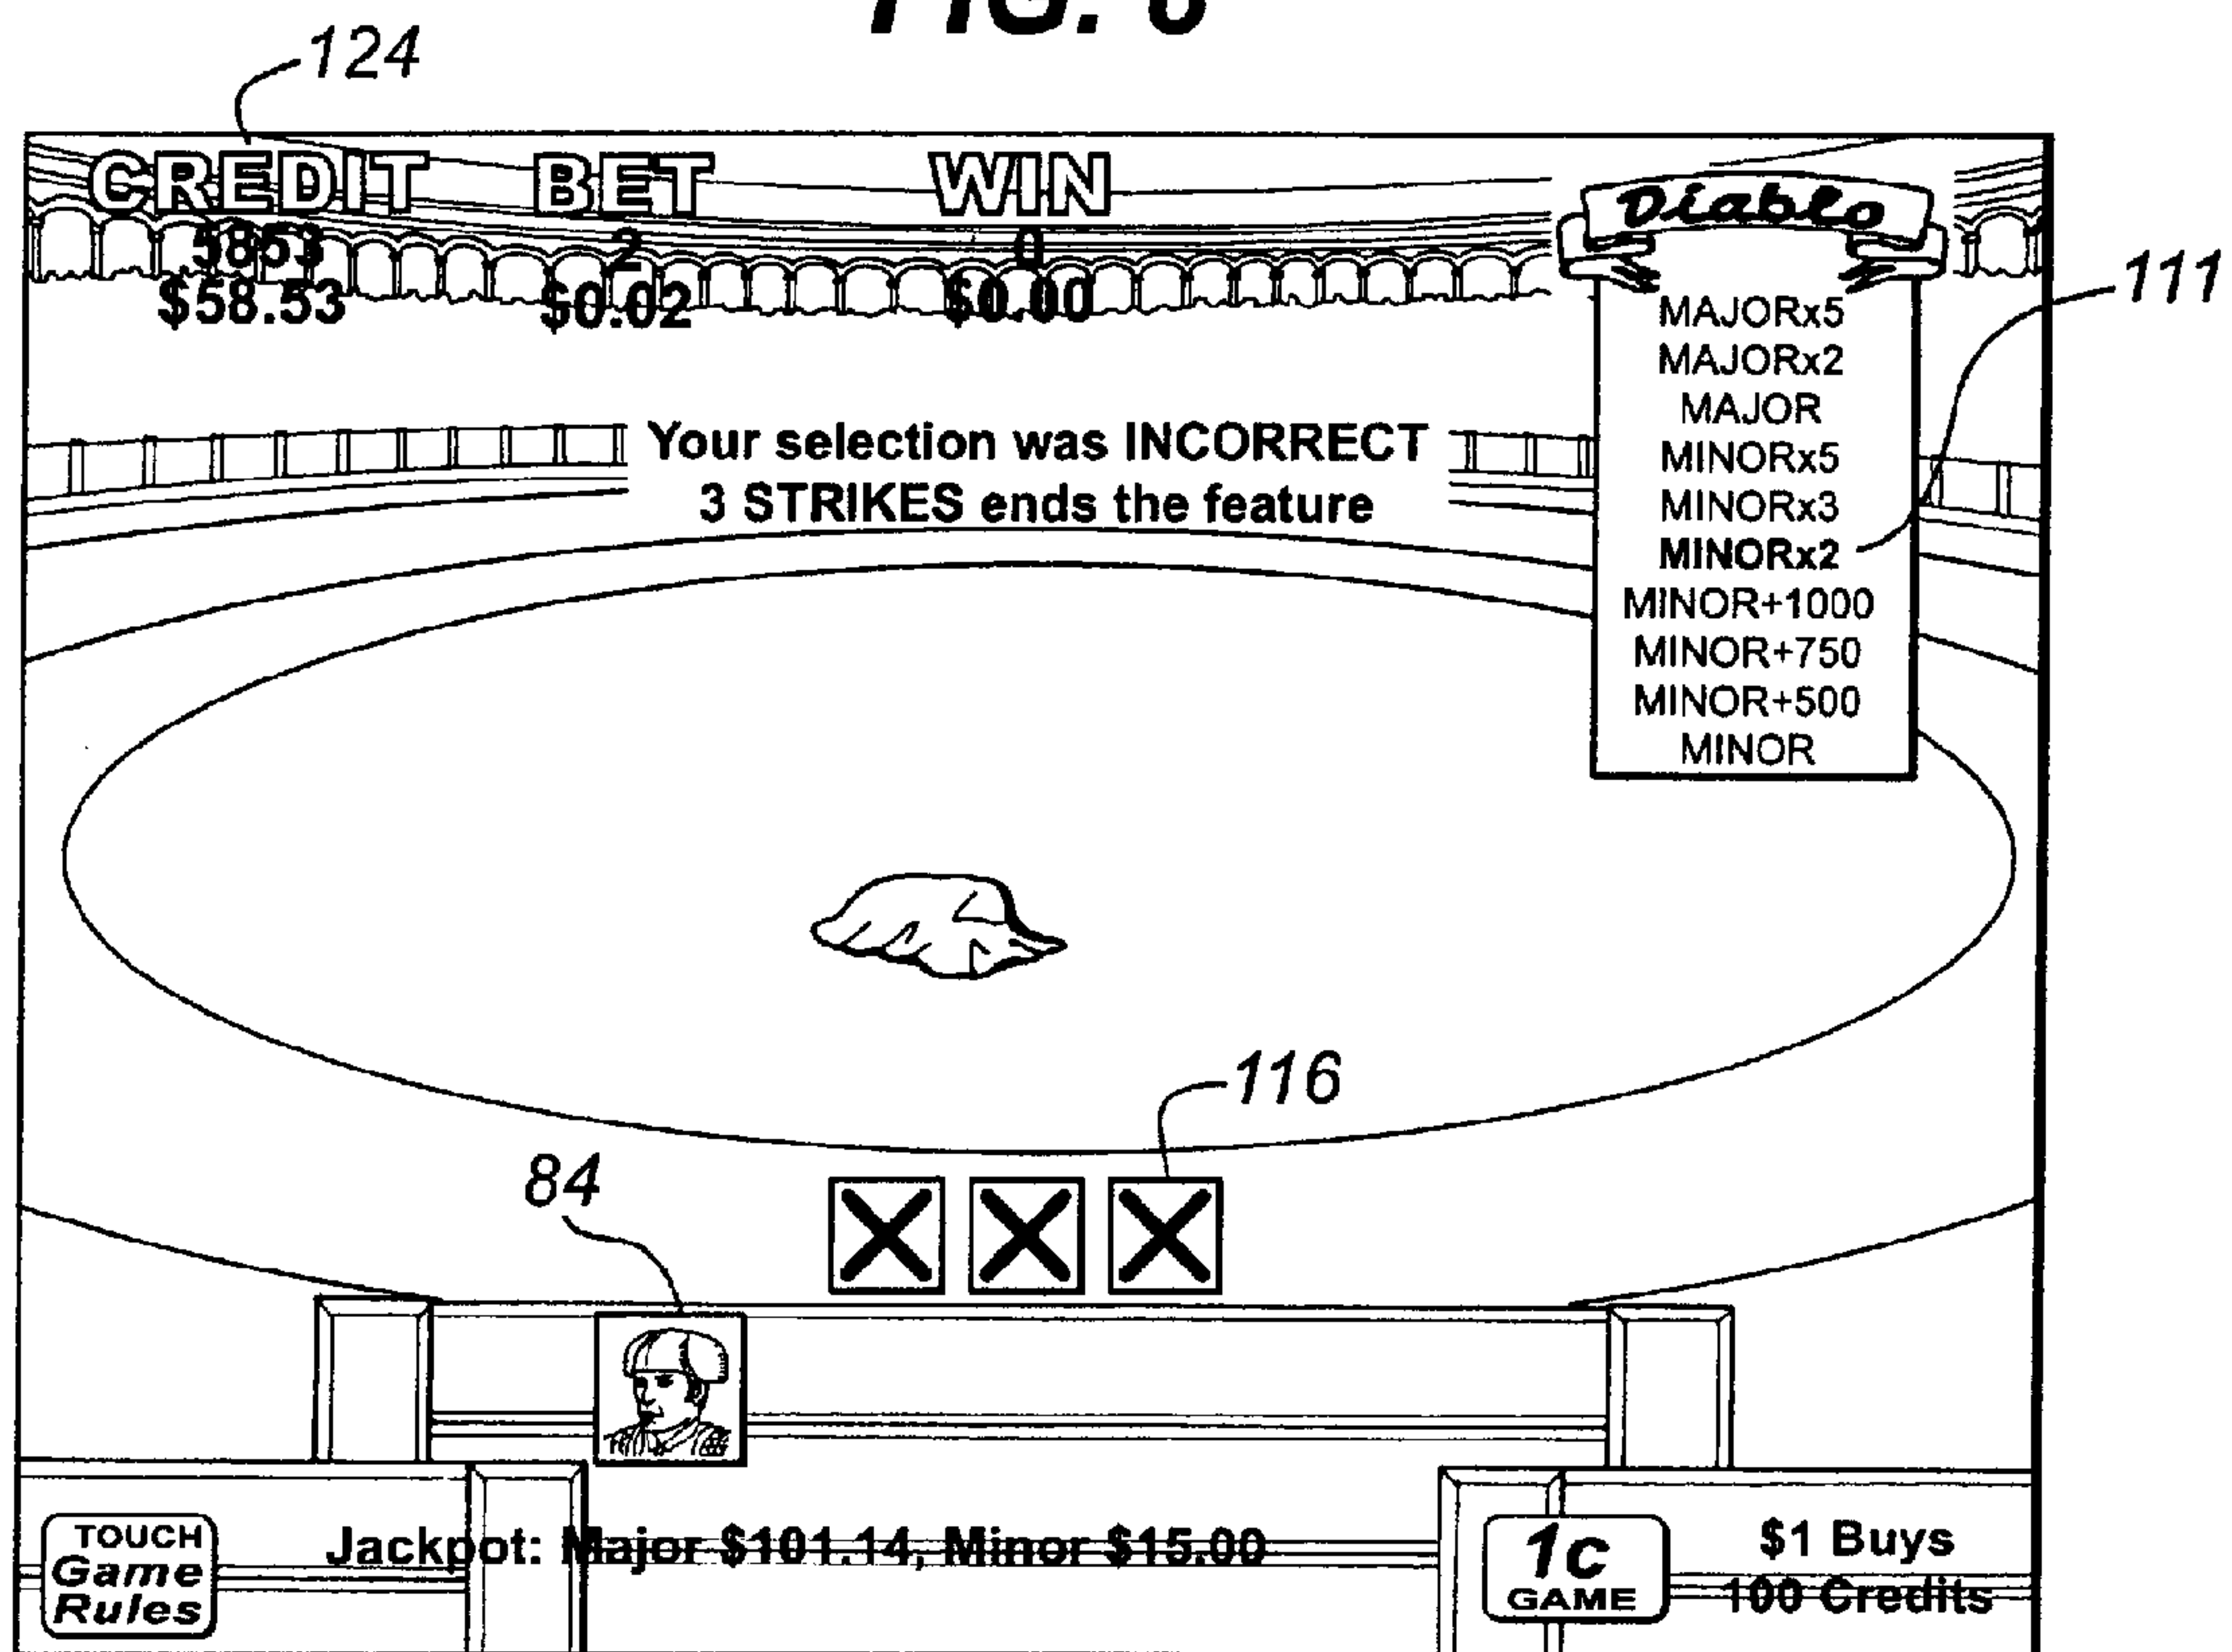 FIG. 6
124
CREDIT BET WIN
5853 2 0
$58.53 $0.02 $0.00
Diablo
111
MAJORx5
MAJORx2
MAJOR
MINORx5
MINORx3
MINORx2
MINOR+1000
MINOR+750
MINOR+500
MINOR
Your selection was INCORRECT
3 STRIKES ends the feature
116
84
TOUCH
Game
Rules
Jackpot: Major $101.14, Minor $15.00
1c
GAME
$1 Buys
100 Credits